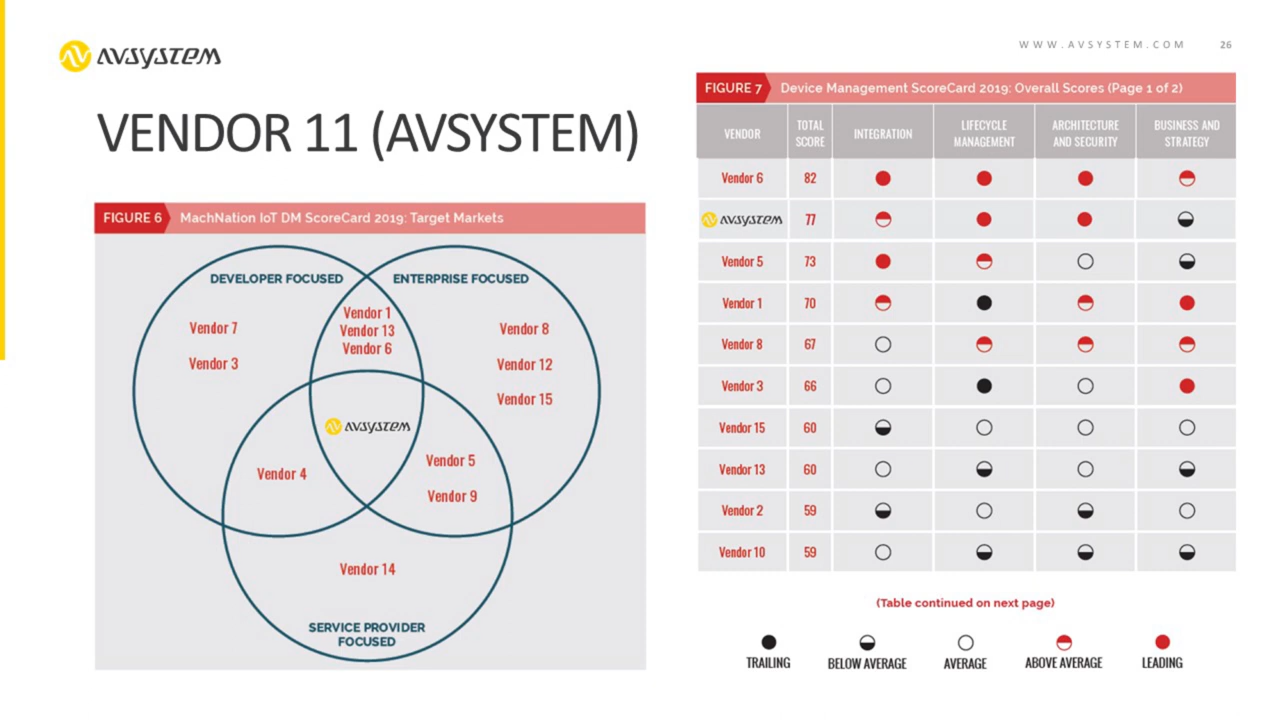 AVSYSTEM
WWW.AVSYSTEM.COM 26
VENDOR 11 (AVSYSTEM)
FIGURE 6 MachNation IoT DM ScoreCard 2019: Target Markets
DEVELOPER FOCUSED
ENTERPRISE FOCUSED
Vendor 7
Vendor 3
Vendor 1
Vendor 13
Vendor 6
Vendor 8
Vendor 12
Vendor 15
AVSYSTEM
Vendor 4
Vendor 5
Vendor 9
Vendor 14
SERVICE PROVIDER
FOCUSED
FIGURE 7 Device Management ScoreCard 2019: Overall Scores (Page 1 of 2)
VENDOR TOTAL SCORE INTEGRATION LIFECYCLE MANAGEMENT ARCHITECTURE AND SECURITY BUSINESS AND STRATEGY
Vendor 6 82
AVSYSTEM 77
Vendor 5 73
Vendor 1 70
Vendor 8 67
Vendor 3 66
Vendor 15 60
Vendor 13 60
Vendor 2 59
Vendor 10 59
(Table continued on next page)
TRAILING BELOW AVERAGE AVERAGE ABOVE AVERAGE LEADING